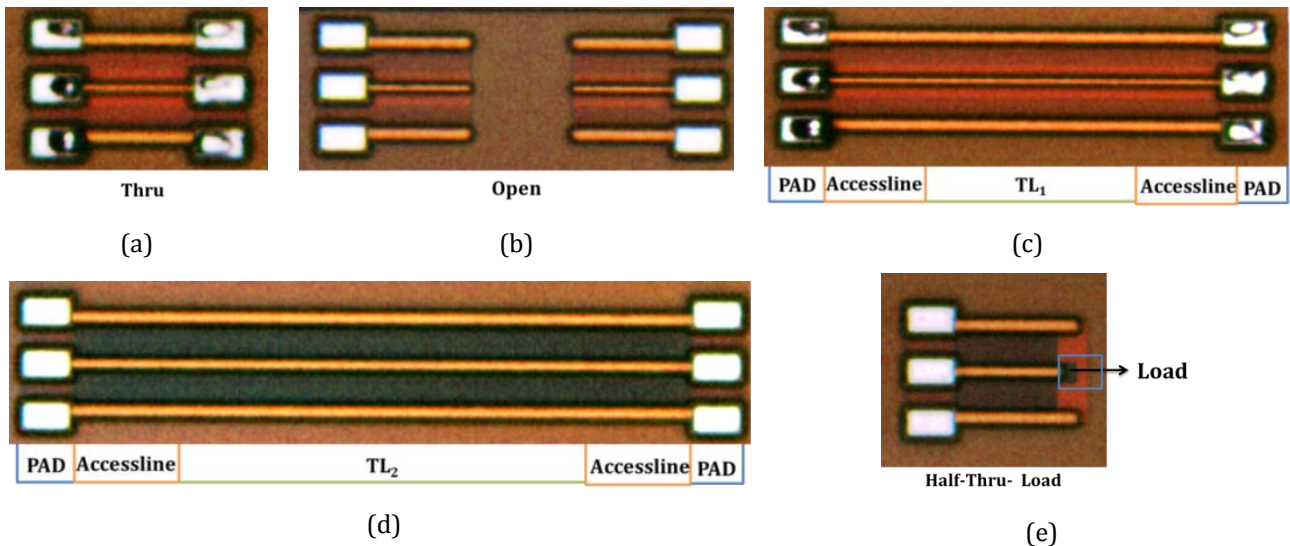 Thru
(a)
Open
(b)
PAD Accessline TL₁ Accessline PAD
(c)
PAD Accessline TL₂ Accessline PAD
(d)
Load
Half-Thru- Load
(e)